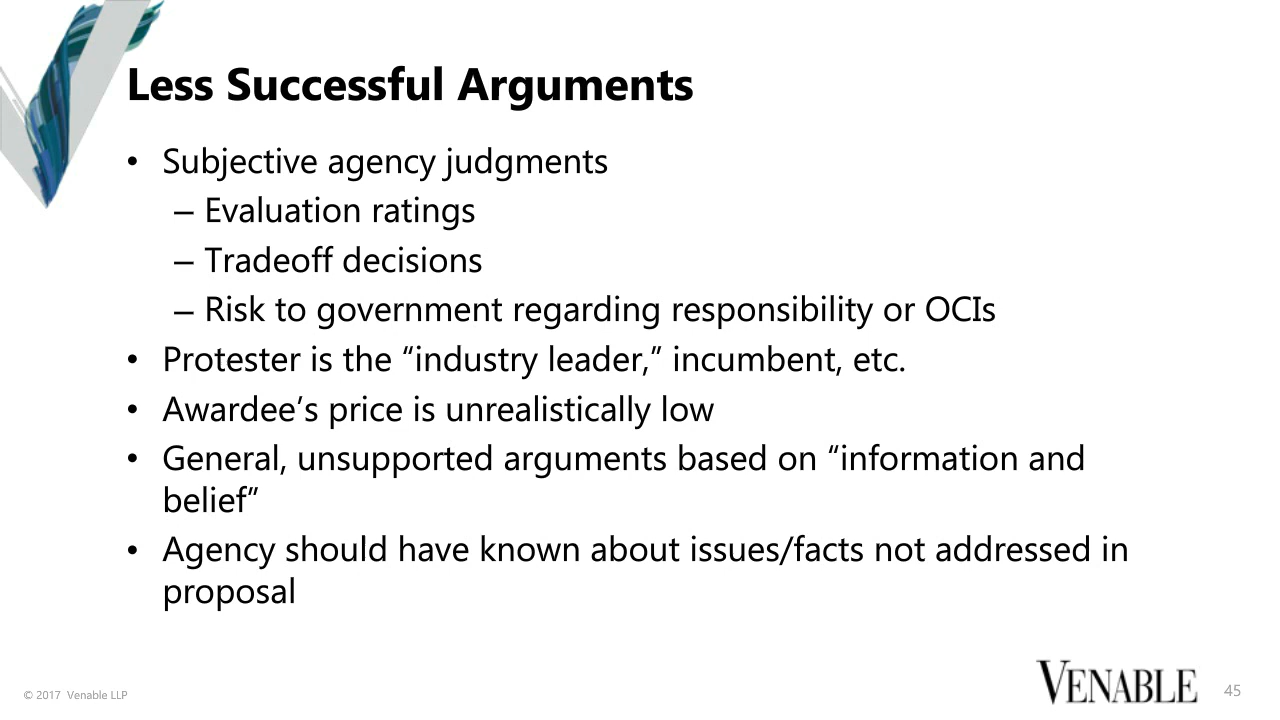 Less Successful Arguments
• Subjective agency judgments
– Evaluation ratings
– Tradeoff decisions
– Risk to government regarding responsibility or OCIs
• Protester is the “industry leader,” incumbent, etc.
• Awardee’s price is unrealistically low
• General, unsupported arguments based on “information and
belief”
• Agency should have known about issues/facts not addressed in
proposal
© 2017 Venable LLP
VENABLE
45